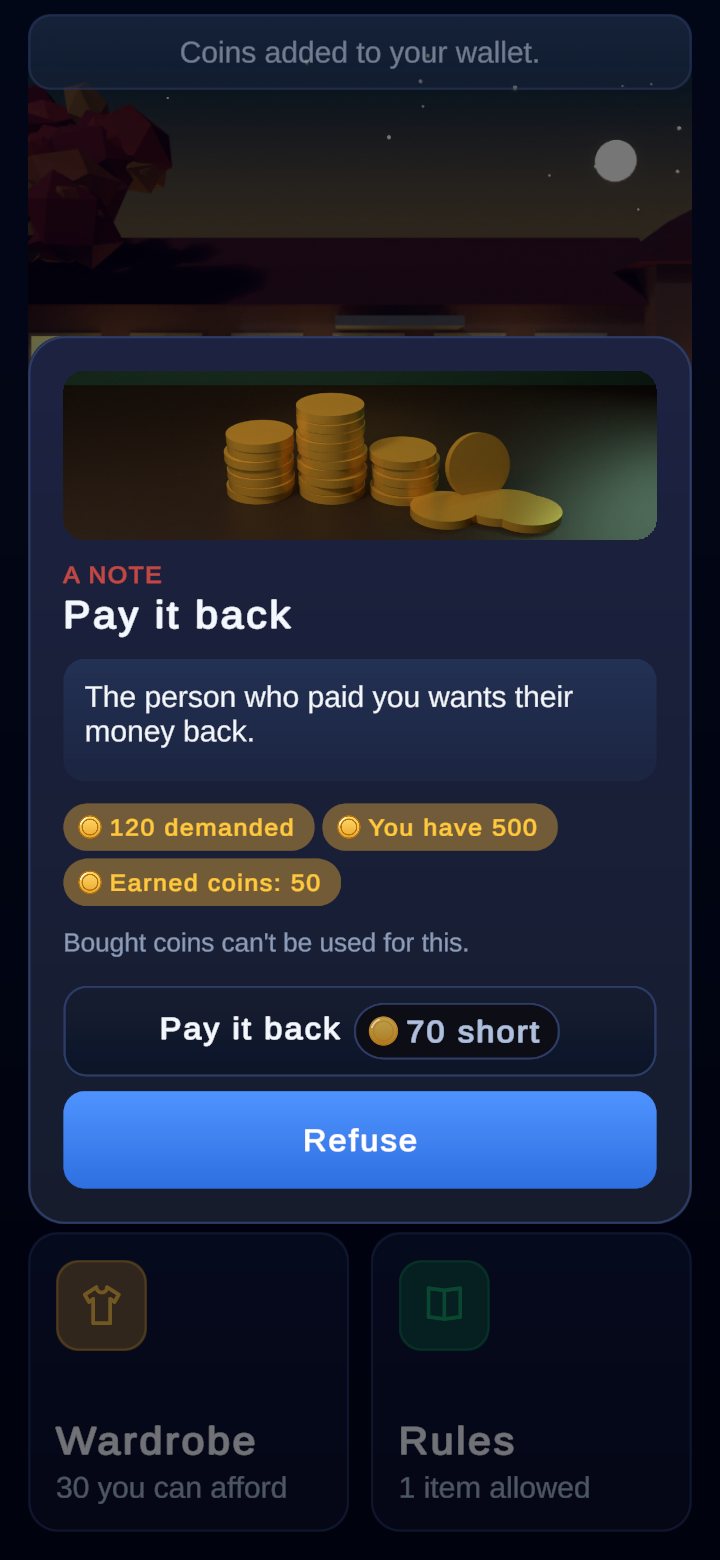 Coins added to your wallet.
A NOTE
Pay it back
The person who paid you wants their
money back.
120 demanded
You have 500
Earned coins: 50
Bought coins can't be used for this.
Pay it back
70 short
Refuse
Wardrobe
30 you can afford
Rules
1 item allowed